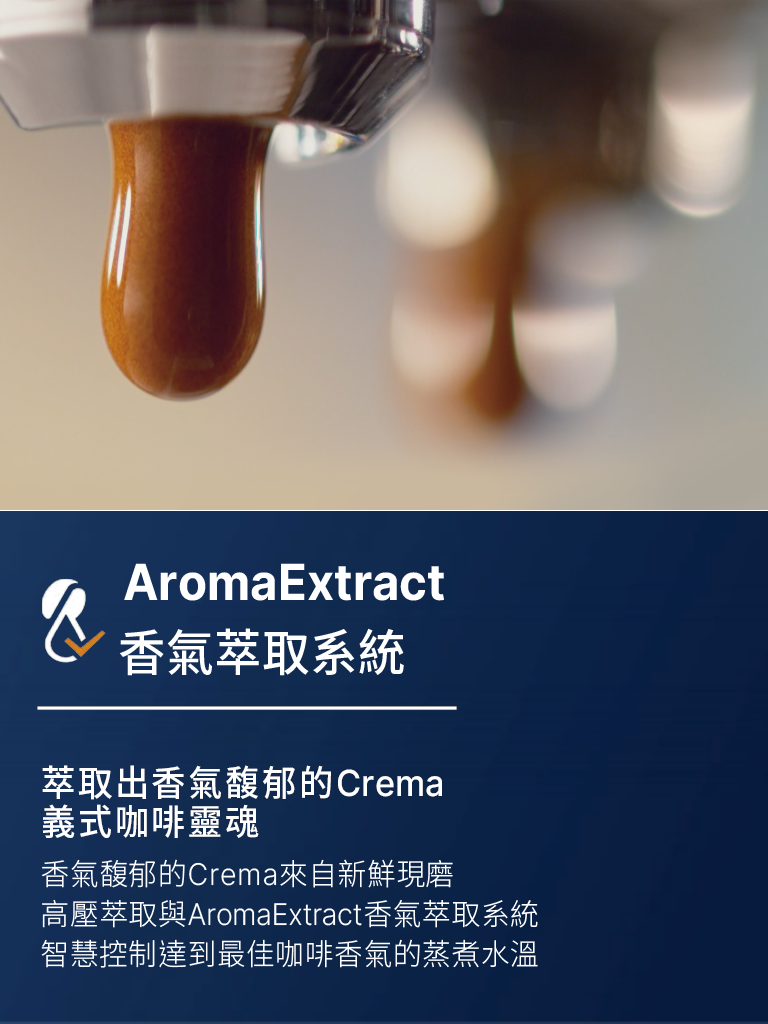 AromaExtract
香氣萃取系統
萃取出香氣馥郁的Crema
義式咖啡靈魂
香氣馥郁的Crema來自新鮮現磨
高壓萃取與AromaExtract香氣萃取系統
智慧控制達到最佳咖啡香氣的蒸煮水溫